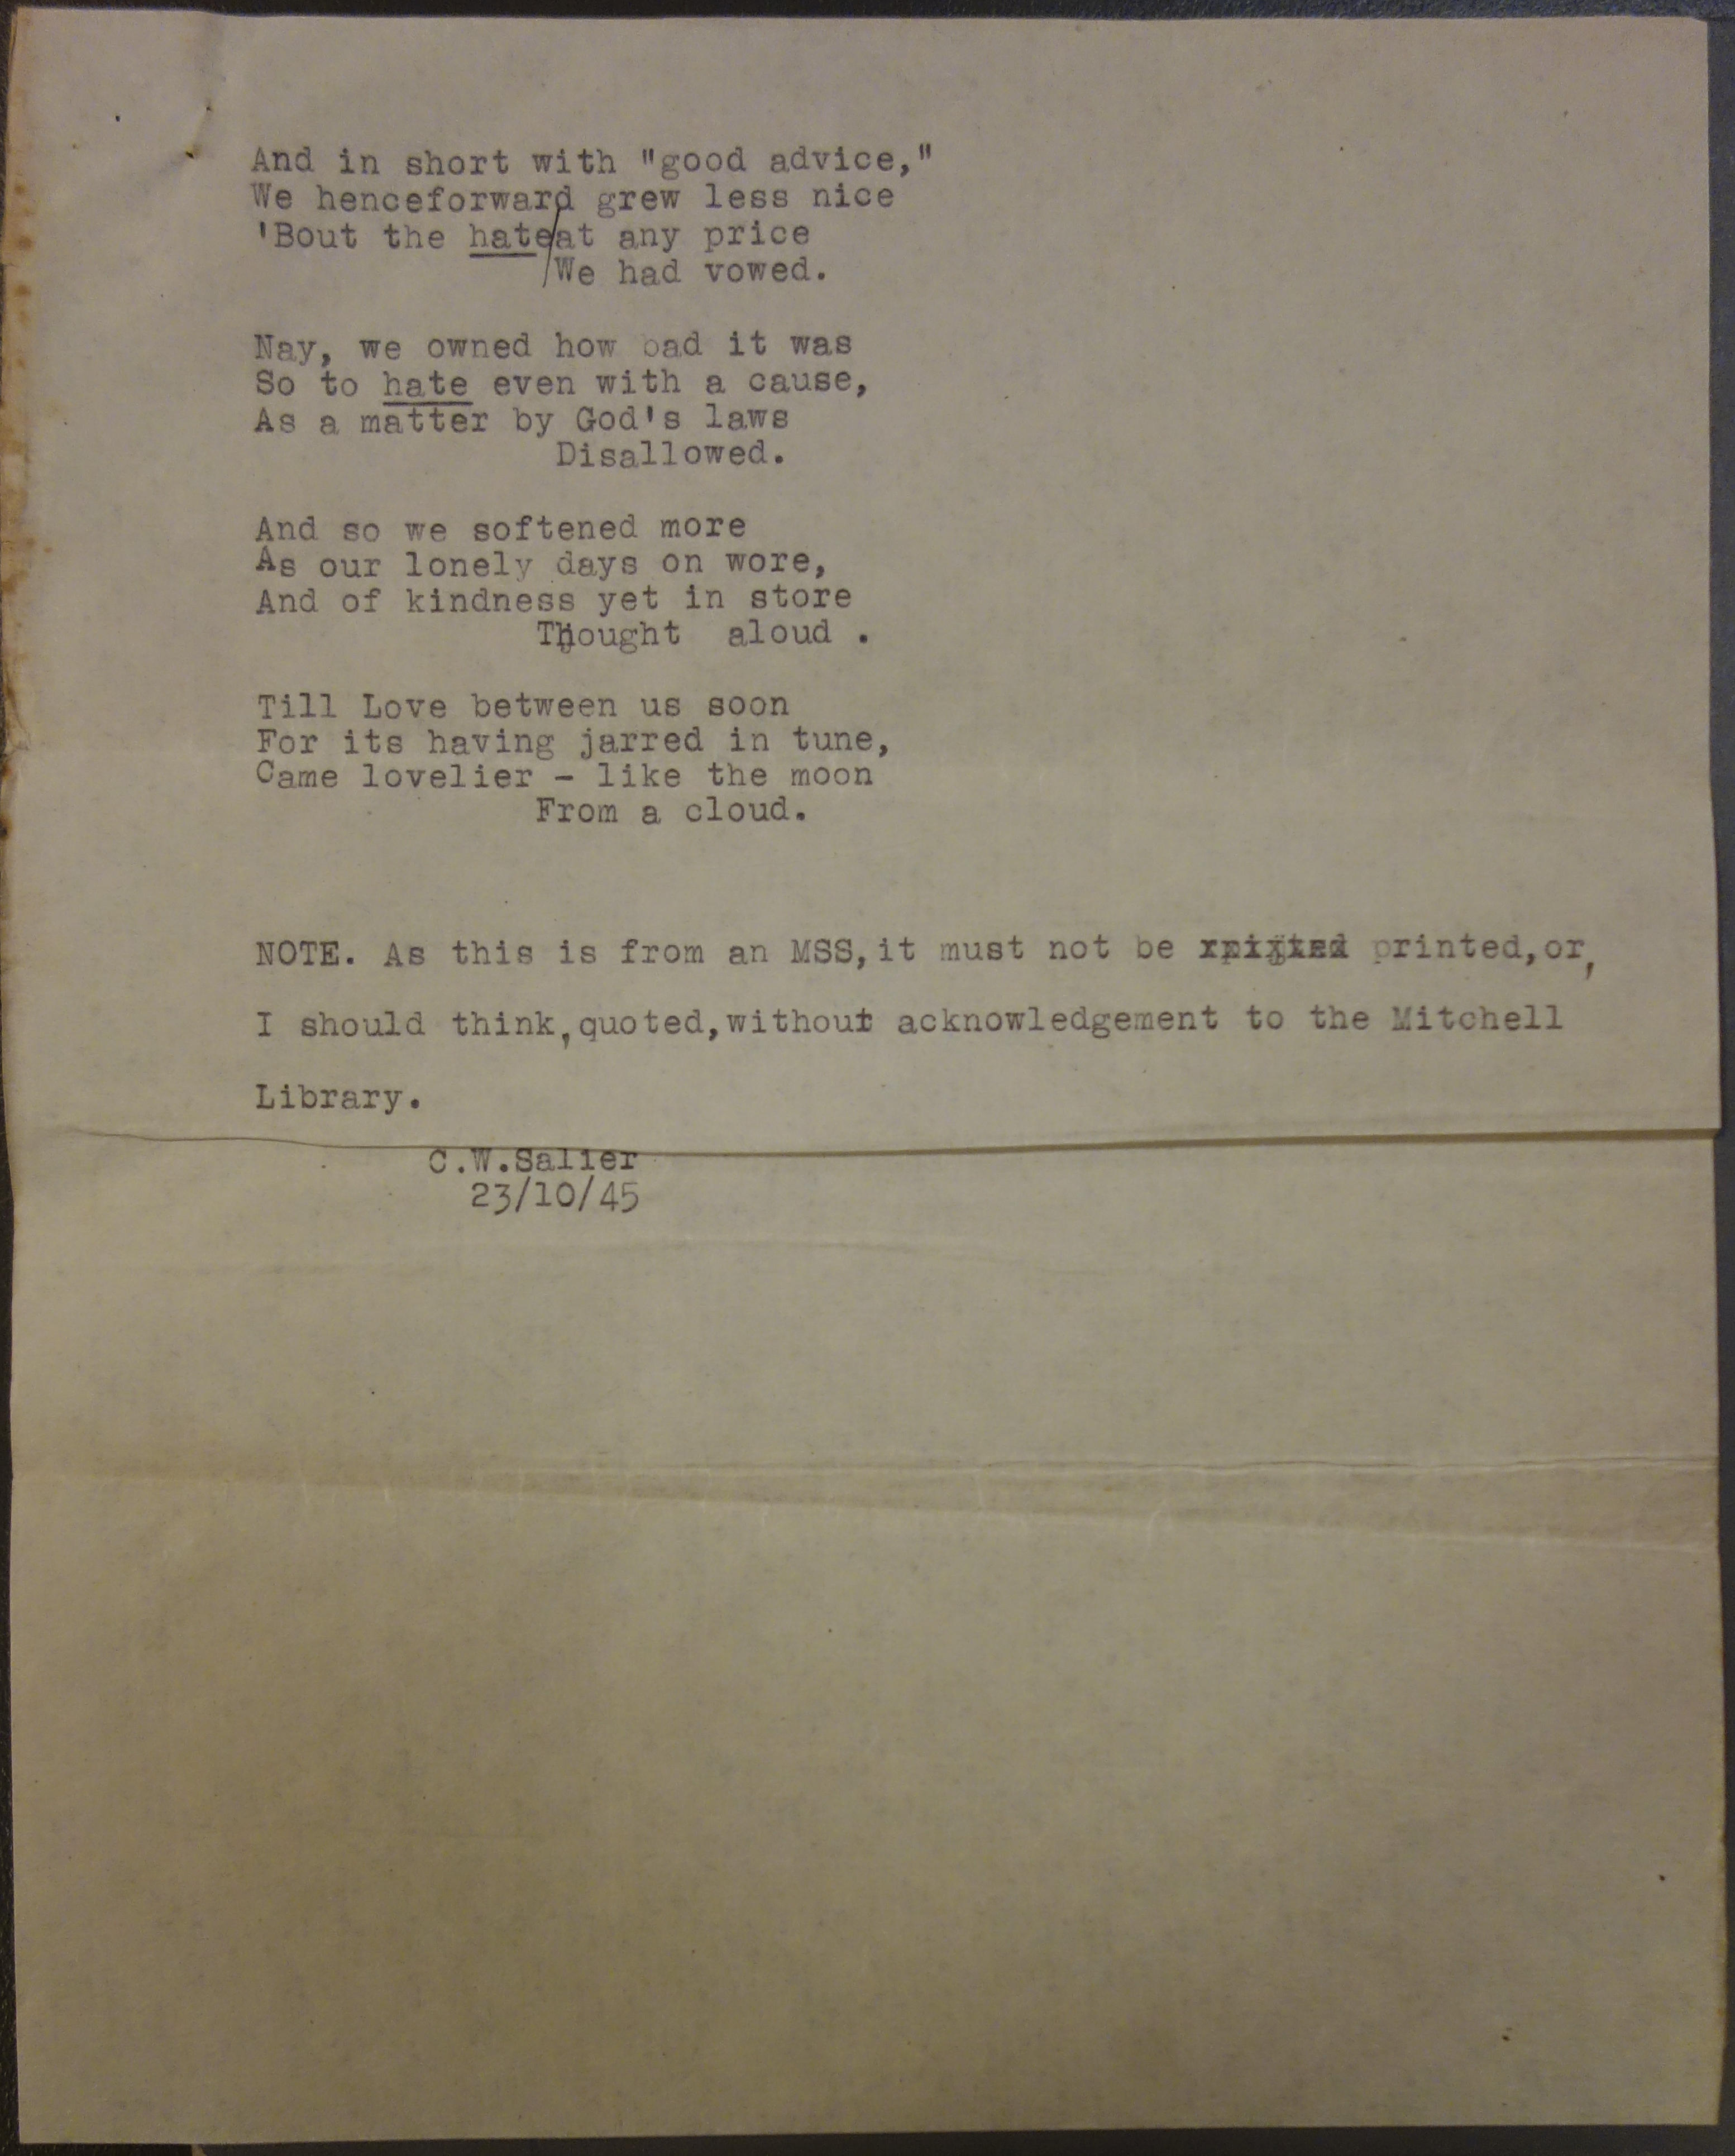 And in short with "good advice,"
We henceforward grew less nice
'Bout the hate/at any price
We had vowed.
Nay, we owned how bad it was
So to hate even with a cause,
As a matter by God's laws
Disallowed.
And so we softened more
As our lonely days on wore,
And of kindness yet in store
Thought aloud .
Till Love between us soon
For its having jarred in tune,
Came lovelier - like the moon
From a cloud.
NOTE. As this is from an MSS,it must not be printed,or,
I should think,quoted,without acknowledgement to the Mitchell
Library.
C.W.Salier
23/10/45